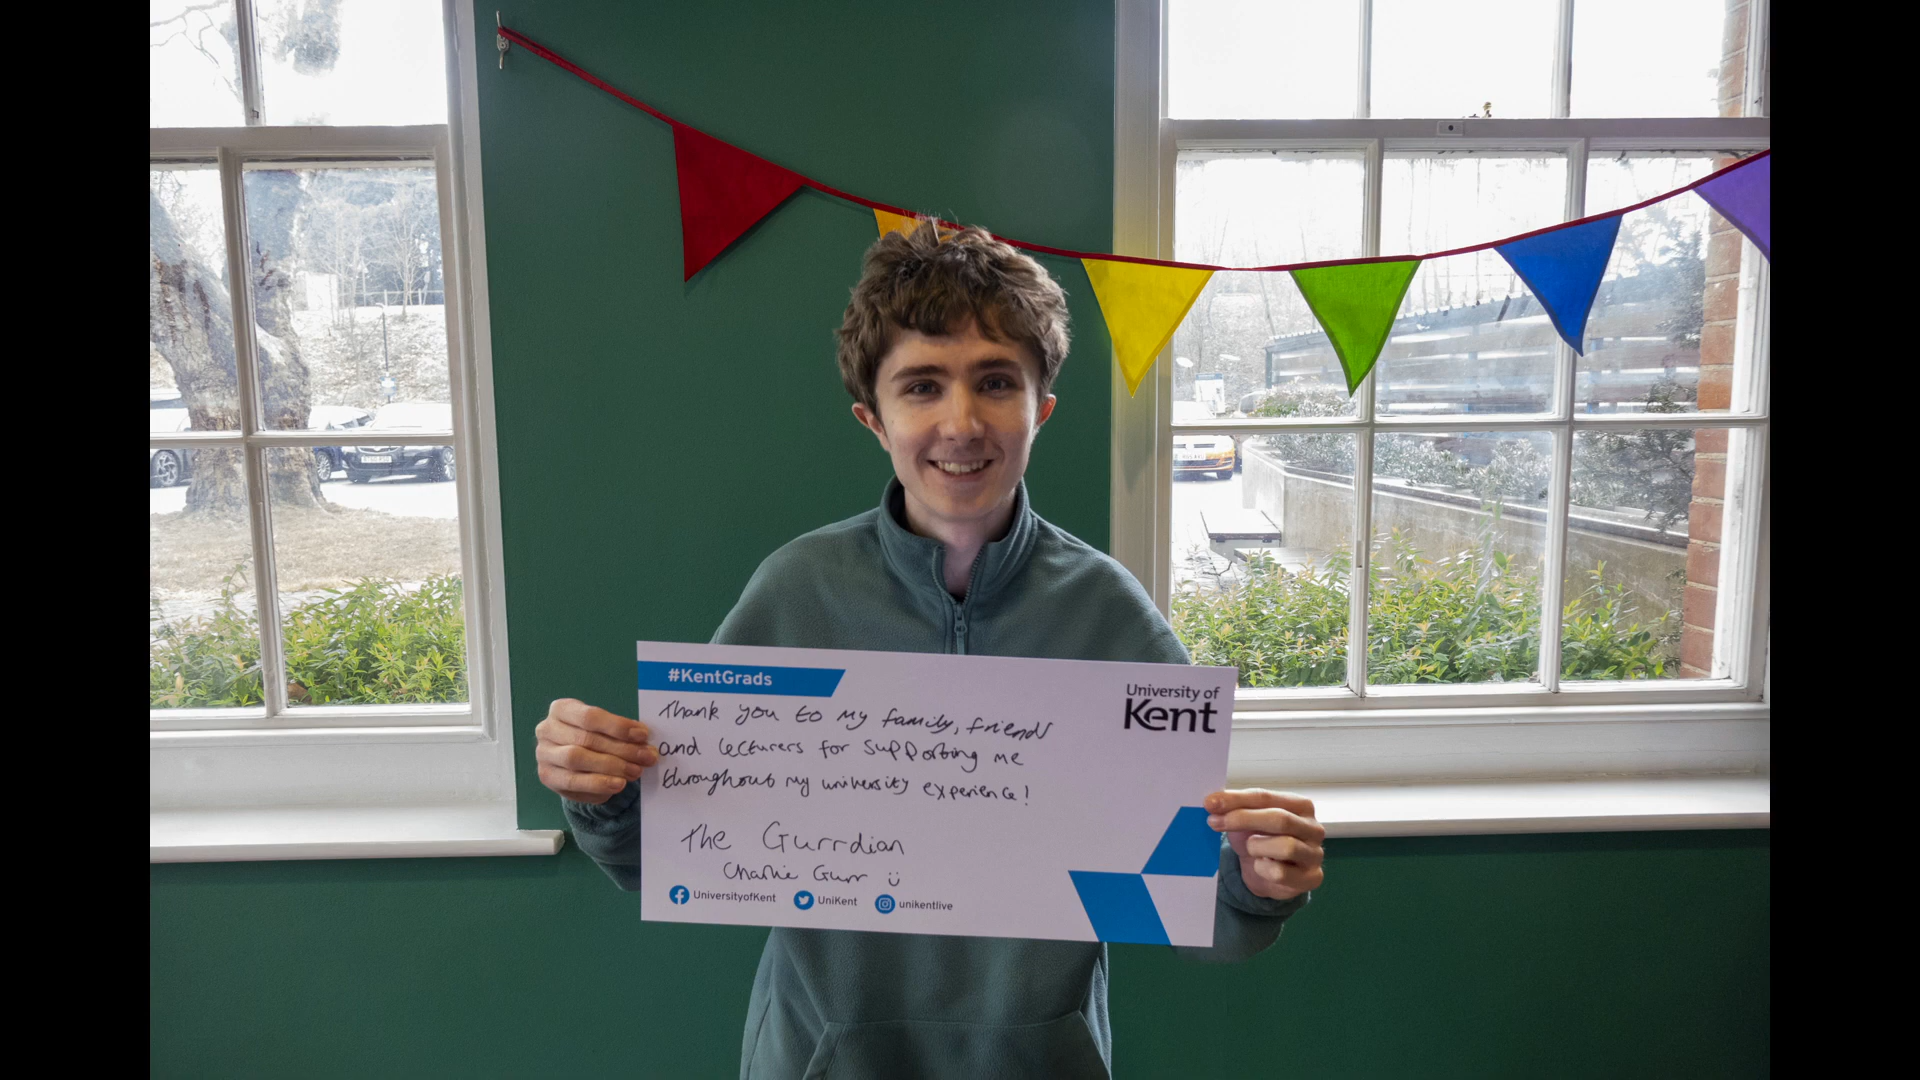 #KentGrads
University of
Kent
Thank you to my family, friends
and lecturers for supporting me
throughout my university experience!
The Gurrdian
Charlie Gurr ü
UniversityofKent
UniKent
unikentlive